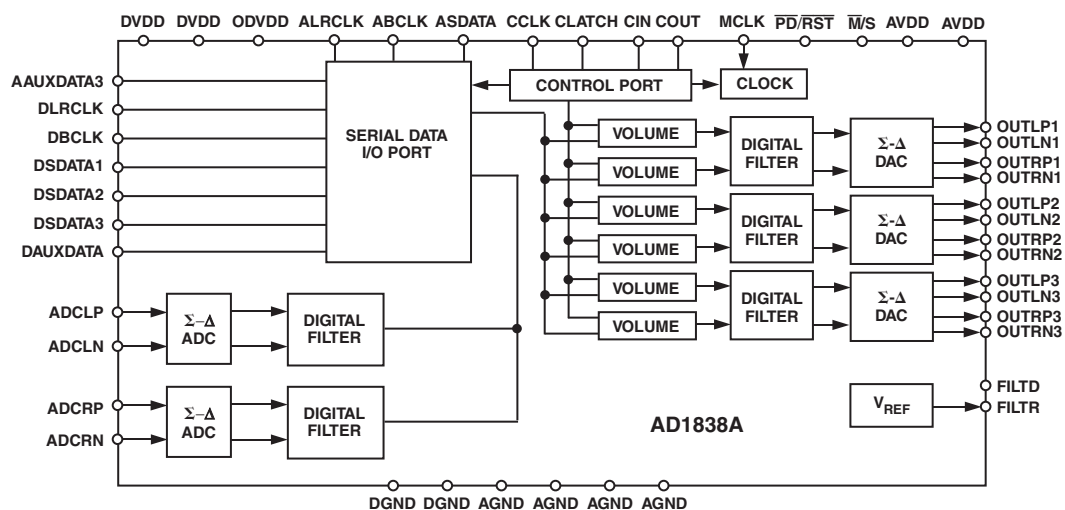 DVDD DVDD ODVDD ALRCLK ABCLK ASDATA CCLK CLATCH CIN COUT MCLK PD/RST M/S AVDD AVDD
AAUXDATA3
DLRCLK
DBCLK
DSDATA1
DSDATA2
DSDATA3
DAUXDATA
ADCLP
ADCLN
ADCRP
ADCRN
SERIAL DATA
I/O PORT
CONTROL PORT
CLOCK
VOLUME
VOLUME
VOLUME
VOLUME
VOLUME
VOLUME
DIGITAL
FILTER
DIGITAL
FILTER
DIGITAL
FILTER
Σ-Δ
DAC
Σ-Δ
DAC
Σ-Δ
DAC
OUTLP1
OUTLN1
OUTRP1
OUTRN1
OUTLP2
OUTLN2
OUTRP2
OUTRN2
OUTLP3
OUTLN3
OUTRP3
OUTRN3
Σ–Δ
ADC
DIGITAL
FILTER
Σ–Δ
ADC
DIGITAL
FILTER
AD1838A
VREF
FILTD
FILTR
DGND DGND AGND AGND AGND AGND